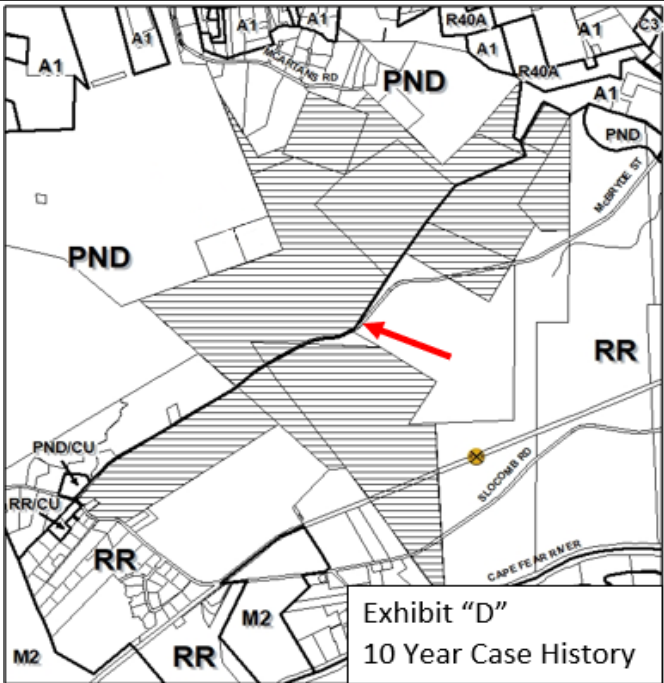 A1
A1
A1
A1
R40A
A1
A1
C3
McARTANS RD
PND
R40A
A1
PND
McBRYDE ST
PND
RR
PND/CU
RR/CU
SLOCOMB RD
RR
CAPE FEAR RIVER
M2
M2
RR
Exhibit “D”
10 Year Case History